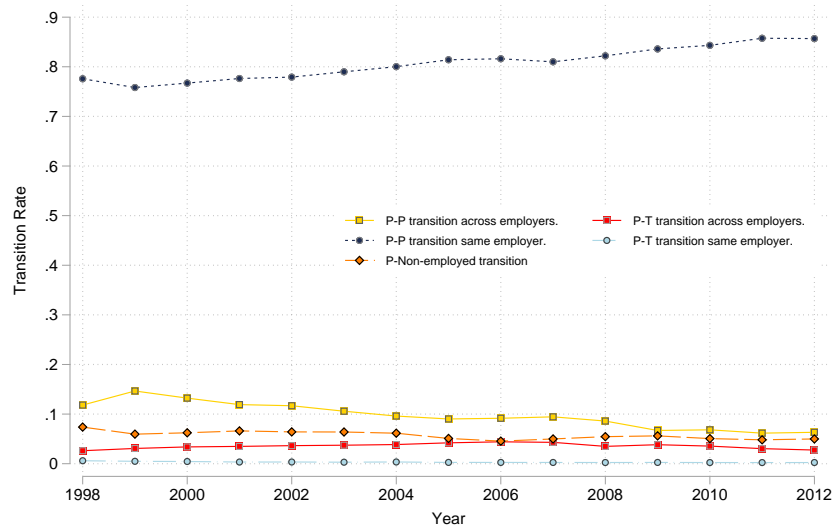 .9
.8
.7
.6
.5
.4
.3
.2
.1
0
Transition Rate
P-P transition across employers.
P-T transition across employers.
P-P transition same employer.
P-T transition same employer.
P-Non-employed transition
1998 2000 2002 2004 2006 2008 2010 2012
Year